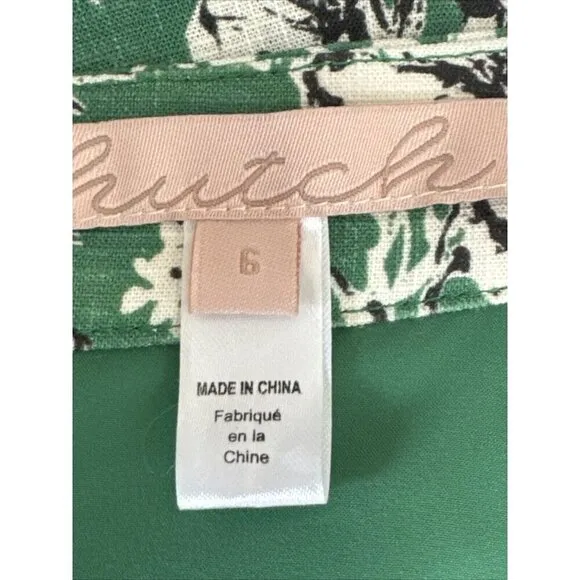 hutch
6
MADE IN CHINA
Fabriqué
en la
Chine